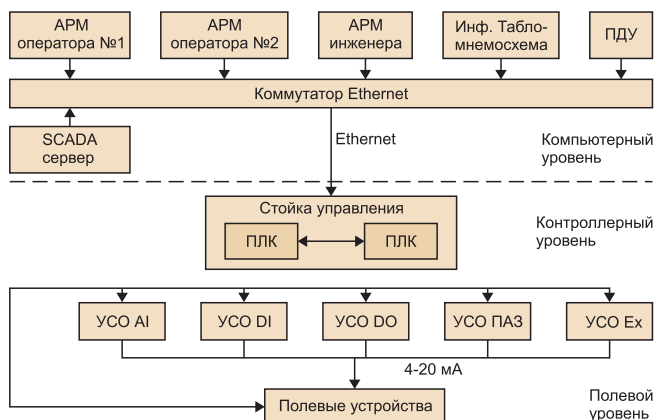 АРМ
оператора №1
АРМ
оператора №2
АРМ
инженера
Инф. Табло-
мнемосхема
ПДУ
Коммутатор Ethernet
SCADA
сервер
Ethernet
Компьютерный
уровень
Стойка управления
ПЛК
ПЛК
Контроллерный
уровень
УСО AI
УСО DI
УСО DO
УСО ПАЗ
УСО Ex
4-20 мА
Полевые устройства
Полевой
уровень